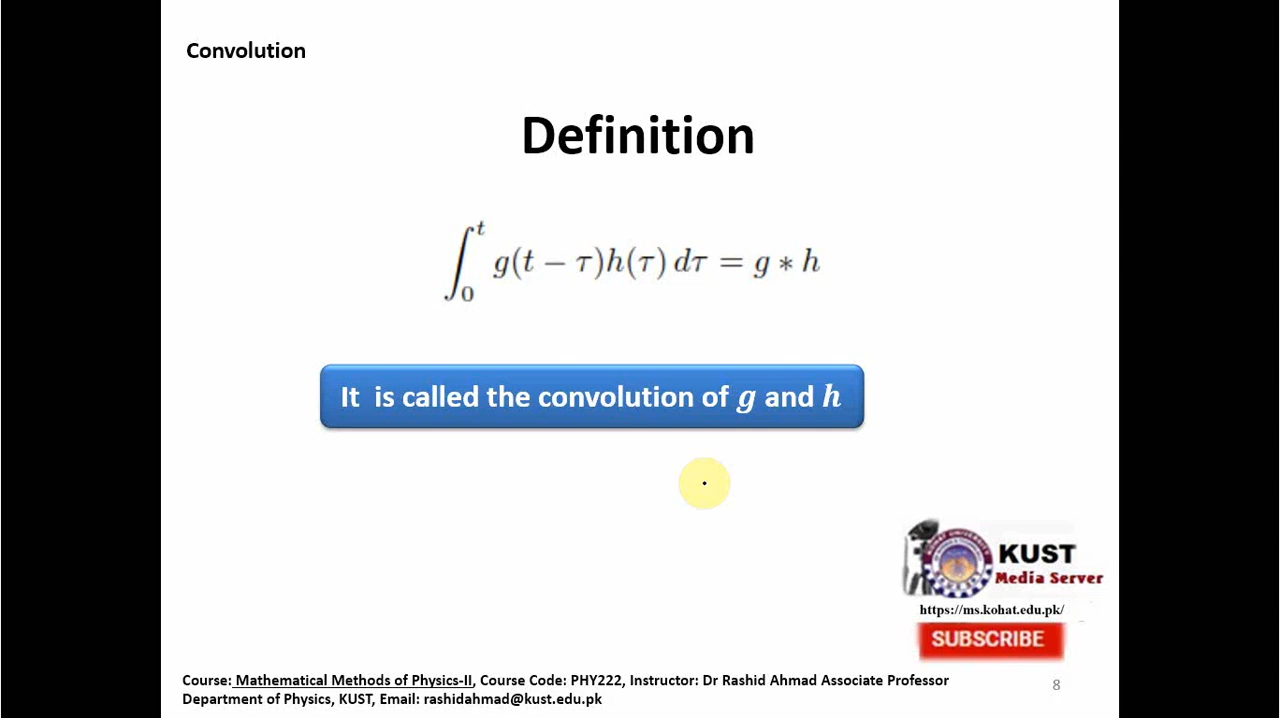 Convolution
Definition
∫₀ᵗ g(t − τ)h(τ) dτ = g ∗ h
It is called the convolution of g and h
KUST
Media Server
https://ms.kohat.edu.pk/
SUBSCRIBE
Course: Mathematical Methods of Physics-II, Course Code: PHY222, Instructor: Dr Rashid Ahmad Associate Professor
Department of Physics, KUST, Email: rashidahmad@kust.edu.pk
8